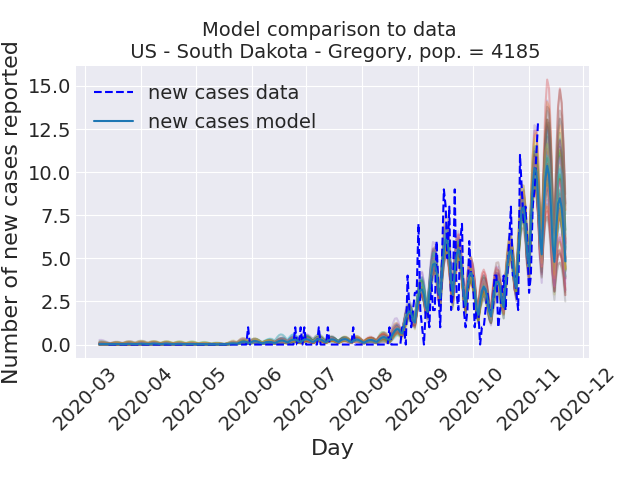 Model comparison to data
US - South Dakota - Gregory, pop. = 4185
new cases data
new cases model
Number of new cases reported
15.0
12.5
10.0
7.5
5.0
2.5
0.0
2020-03
2020-04
2020-05
2020-06
2020-07
2020-08
2020-09
2020-10
2020-11
2020-12
Day